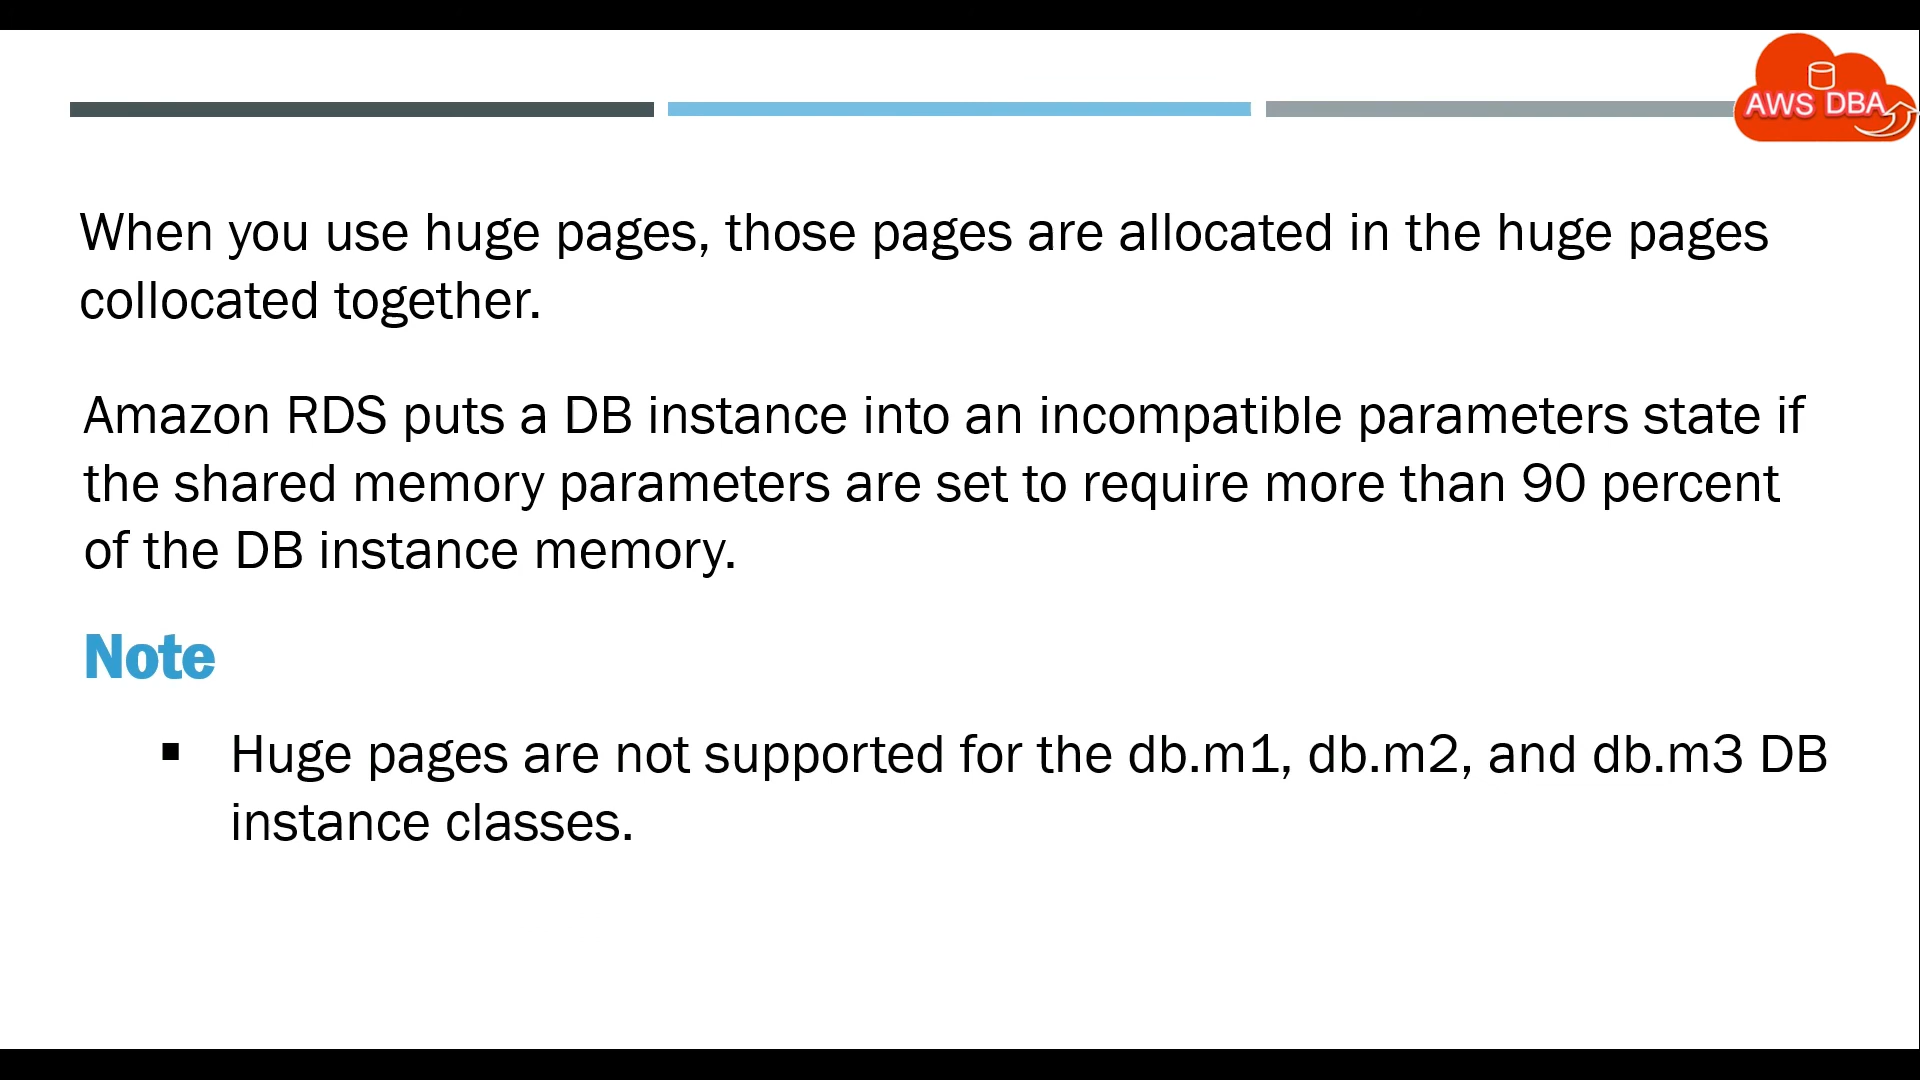 AWS DBA
When you use huge pages, those pages are allocated in the huge pages
collocated together.
Amazon RDS puts a DB instance into an incompatible parameters state if
the shared memory parameters are set to require more than 90 percent
of the DB instance memory.
Note
▪ Huge pages are not supported for the db.m1, db.m2, and db.m3 DB
instance classes.